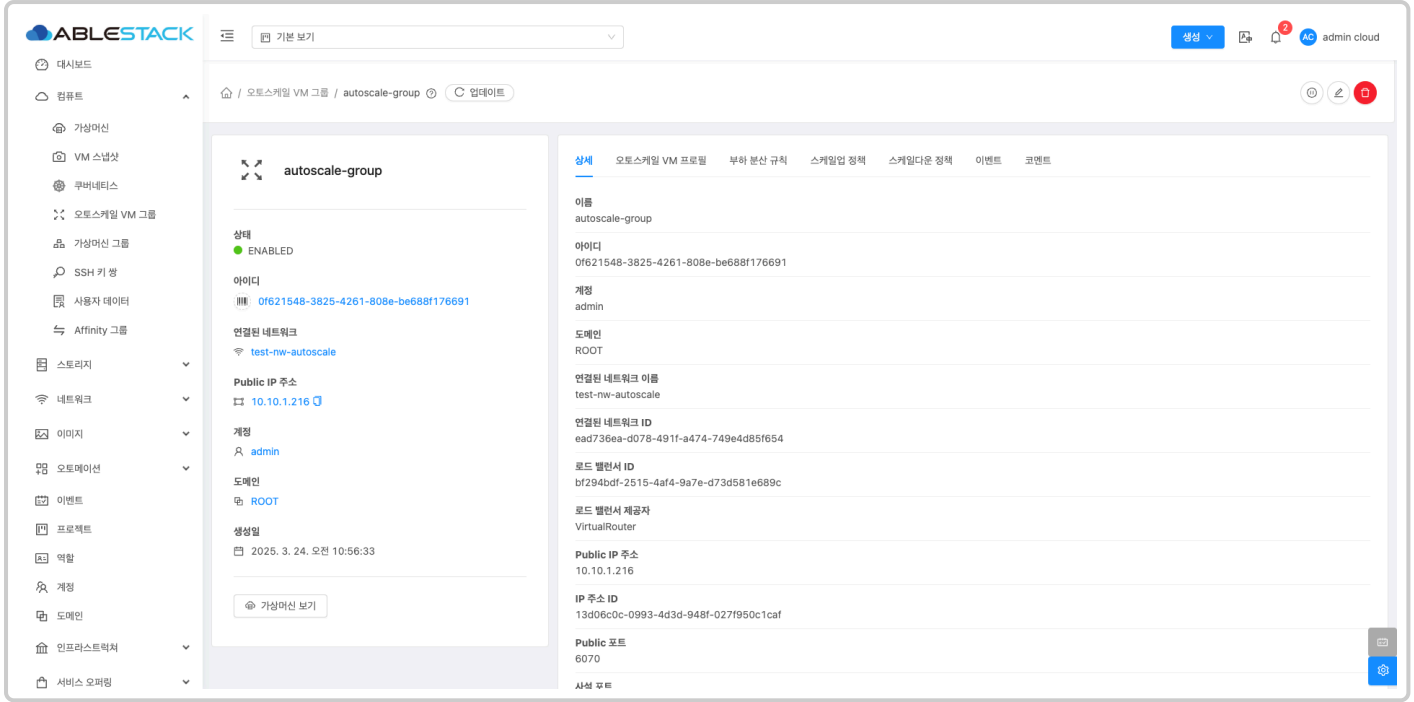 ABLESTACK
기본 보기
생성
2
AC
admin cloud
대시보드
컴퓨트
가상머신
VM 스냅샷
쿠버네티스
오토스케일 VM 그룹
가상머신 그룹
SSH 키 쌍
사용자 데이터
Affinity 그룹
스토리지
네트워크
이미지
오토메이션
이벤트
프로젝트
역할
계정
도메인
인프라스트럭쳐
서비스 오퍼링
/ 오토스케일 VM 그룹 / autoscale-group
업데이트
autoscale-group
상태
ENABLED
아이디
0f621548-3825-4261-808e-be688f176691
연결된 네트워크
test-nw-autoscale
Public IP 주소
10.10.1.216
계정
admin
도메인
ROOT
생성일
2025. 3. 24. 오전 10:56:33
가상머신 보기
상세 오토스케일 VM 프로필 부하 분산 규칙 스케일업 정책 스케일다운 정책 이벤트 코멘트
이름
autoscale-group
아이디
0f621548-3825-4261-808e-be688f176691
계정
admin
도메인
ROOT
연결된 네트워크 이름
test-nw-autoscale
연결된 네트워크 ID
ead736ea-d078-491f-a474-749e4d85f654
로드 밸런서 ID
bf294bdf-2515-4af4-9a7e-d73d581e689c
로드 밸런서 제공자
VirtualRouter
Public IP 주소
10.10.1.216
IP 주소 ID
13d06c0c-0993-4d3d-948f-027f950c1caf
Public 포트
6070
사설 포트